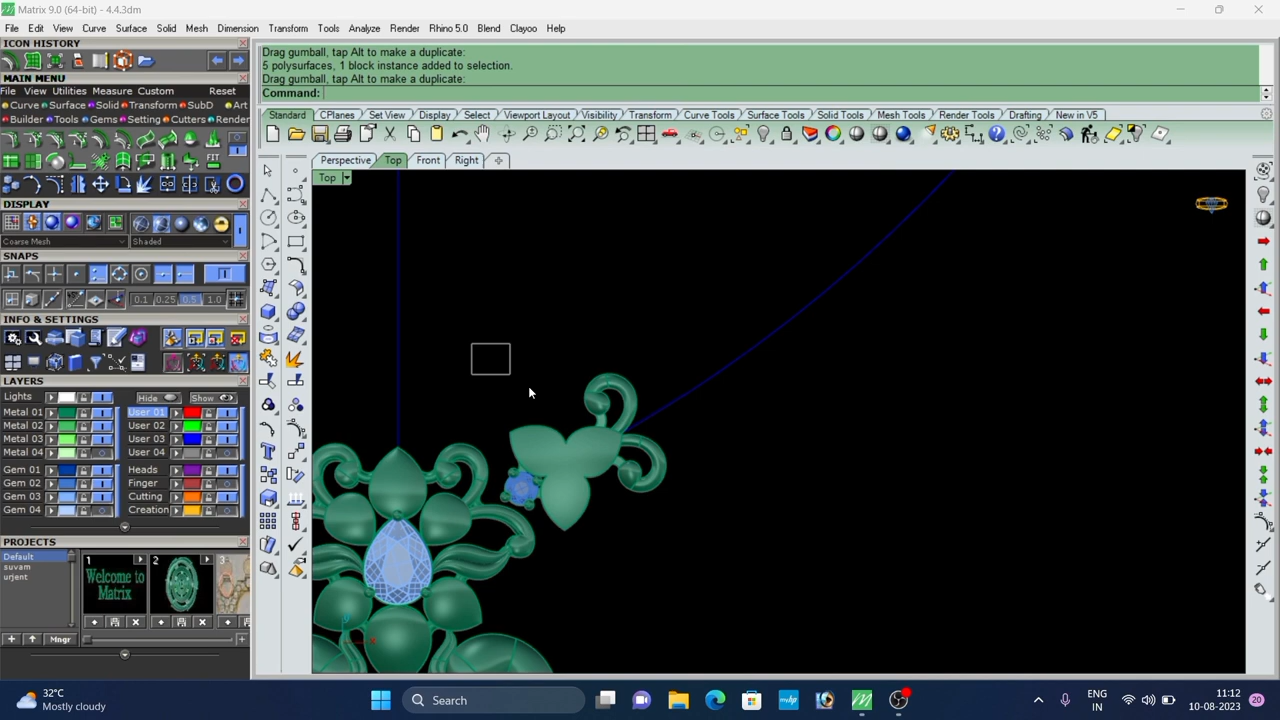 Matrix 9.0 (64-bit) - 4.4.3dm
File Edit View Curve Surface Solid Mesh Dimension Transform Tools Analyze Render Rhino 5.0 Blend Clayoo Help
ICON HISTORY
MAIN MENU
File View Utilities Measure Custom Reset
Curve Surface Solid Transform SubD Art
Builder Tools Gems Setting Cutters Render
FIT
DISPLAY
Coarse Mesh Shaded
SNAPS
0.1 0.25 0.5 1.0
INFO & SETTINGS
LAYERS
Lights Hide Show
Metal 01 User 01
Metal 02 User 02
Metal 03 User 03
Metal 04 User 04
Gem 01 Heads
Gem 02 Finger
Gem 03 Cutting
Gem 04 Creation
PROJECTS
Default
suvam
urjent
1 2 3
Welcome to Matrix
Mngr
Drag gumball, tap Alt to make a duplicate:
5 polysurfaces, 1 block instance added to selection.
Drag gumball, tap Alt to make a duplicate:
Command:
Standard CPlanes Set View Display Select Viewport Layout Visibility Transform Curve Tools Surface Tools Solid Tools Mesh Tools Render Tools Drafting New in V5
Perspective Top Front Right
Top
32°C
Mostly cloudy
Search
ENG
IN
11:12
10-08-2023
20